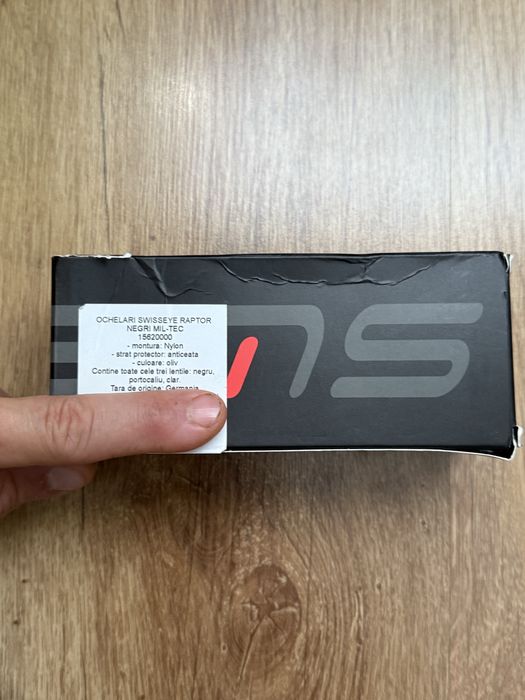 OCHELARI SWISSEYE RAPTOR
NEGRI MIL-TEC
15620000
- montura: Nylon
- strat protector: anticeata
- culoare: oliv
Contine toate cele trei lentile: negru,
portocaliu, clar.
Tara de origine: Germania